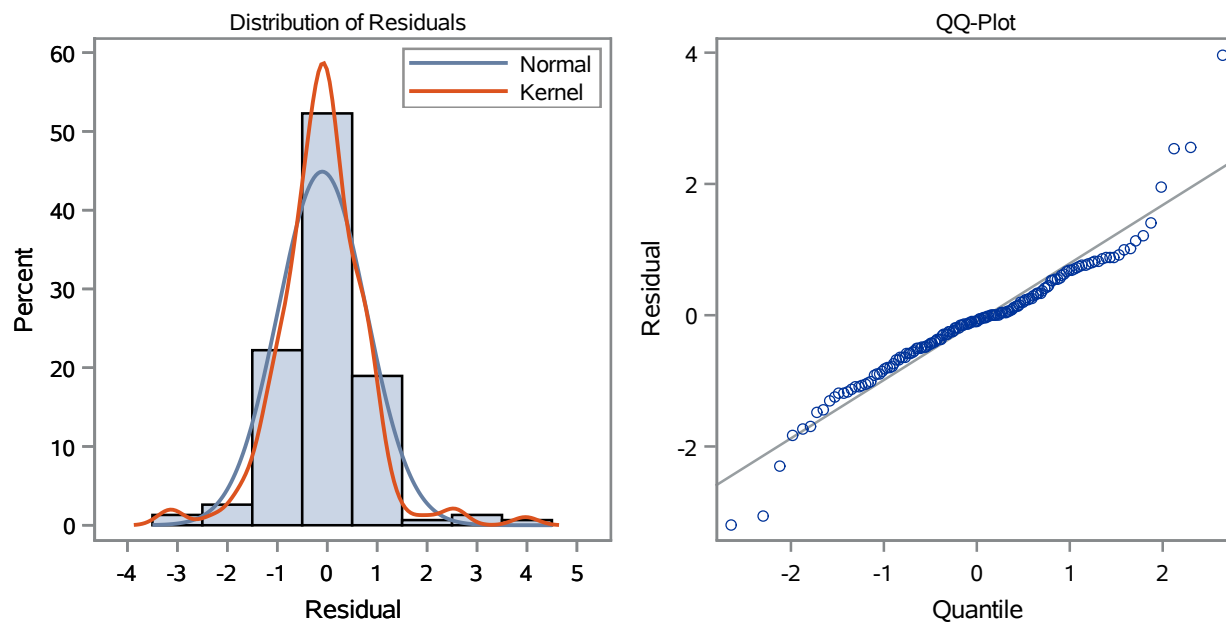 Distribution of Residuals
60
50
40
30
20
10
0
Percent
Normal
Kernel
-4 -3 -2 -1 0 1 2 3 4 5
Residual
QQ-Plot
4
2
0
-2
Residual
-2 -1 0 1 2
Quantile